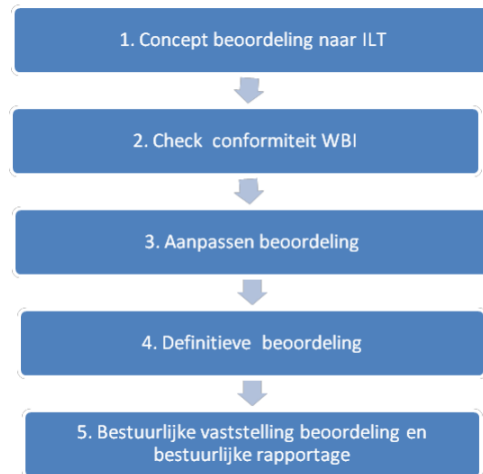 1. Concept beoordeling naar ILT
2. Check conformiteit WBI
3. Aanpassen beoordeling
4. Definitieve beoordeling
5. Bestuurlijke vaststelling beoordeling en
bestuurlijke rapportage